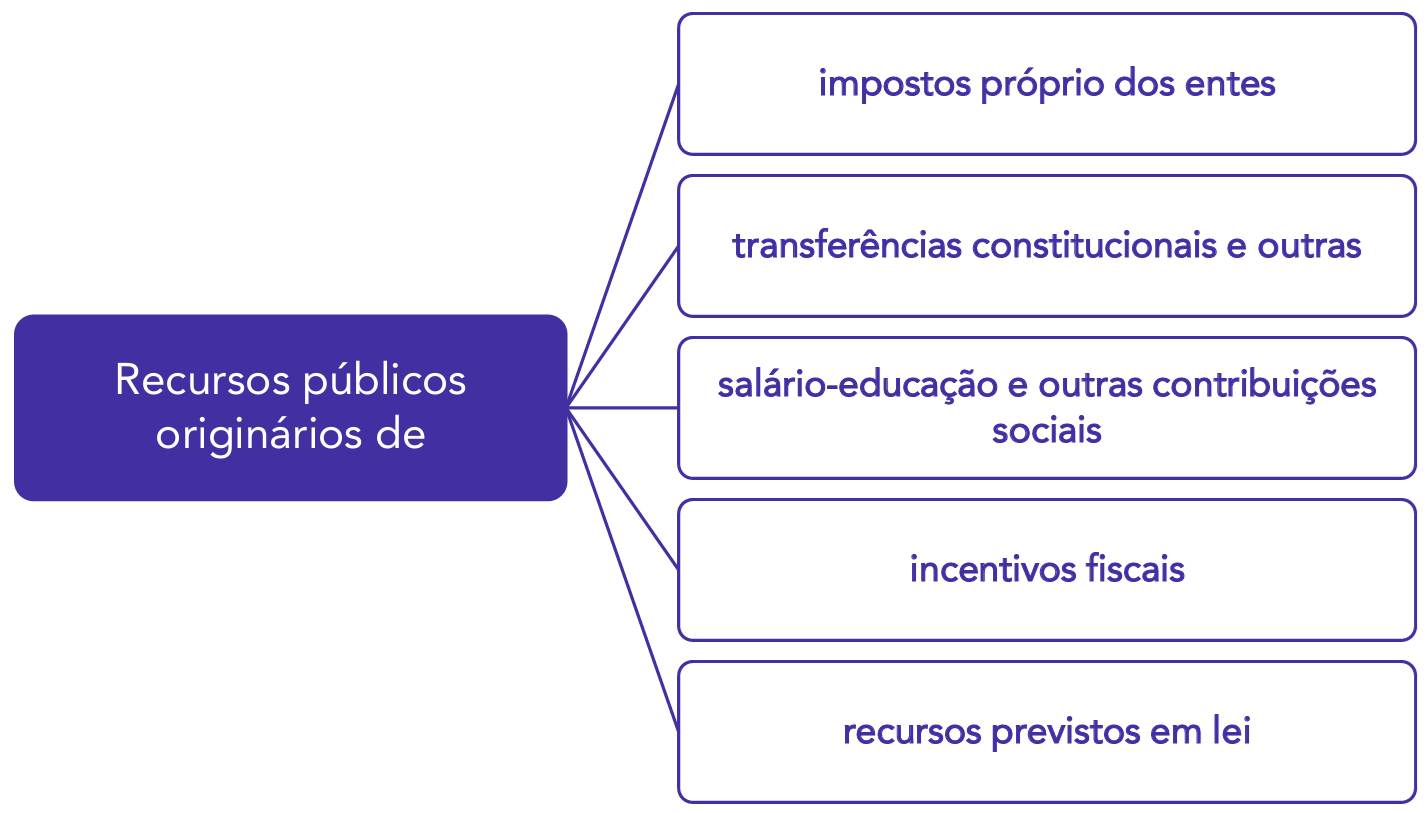 impostos próprio dos entes
transferências constitucionais e outras
Recursos públicos
originários de
salário-educação e outras contribuições
sociais
incentivos fiscais
recursos previstos em lei